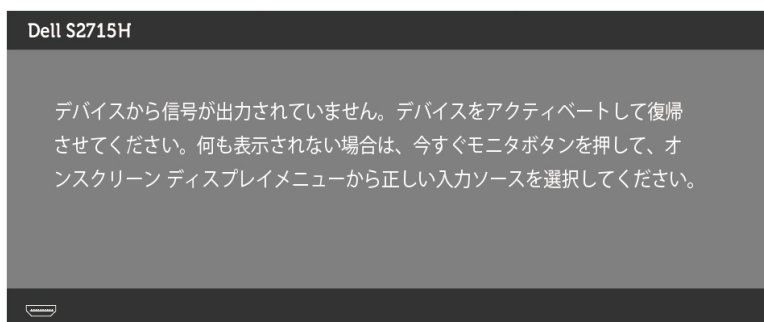 Dell S2715H
デバイスから信号が出力されていません。デバイスをアクティベートして復帰
させてください。何も表示されない場合は、今すぐモニタボタンを押して、オ
ンスクリーン ディスプレイメニューから正しい入力ソースを選択してください。